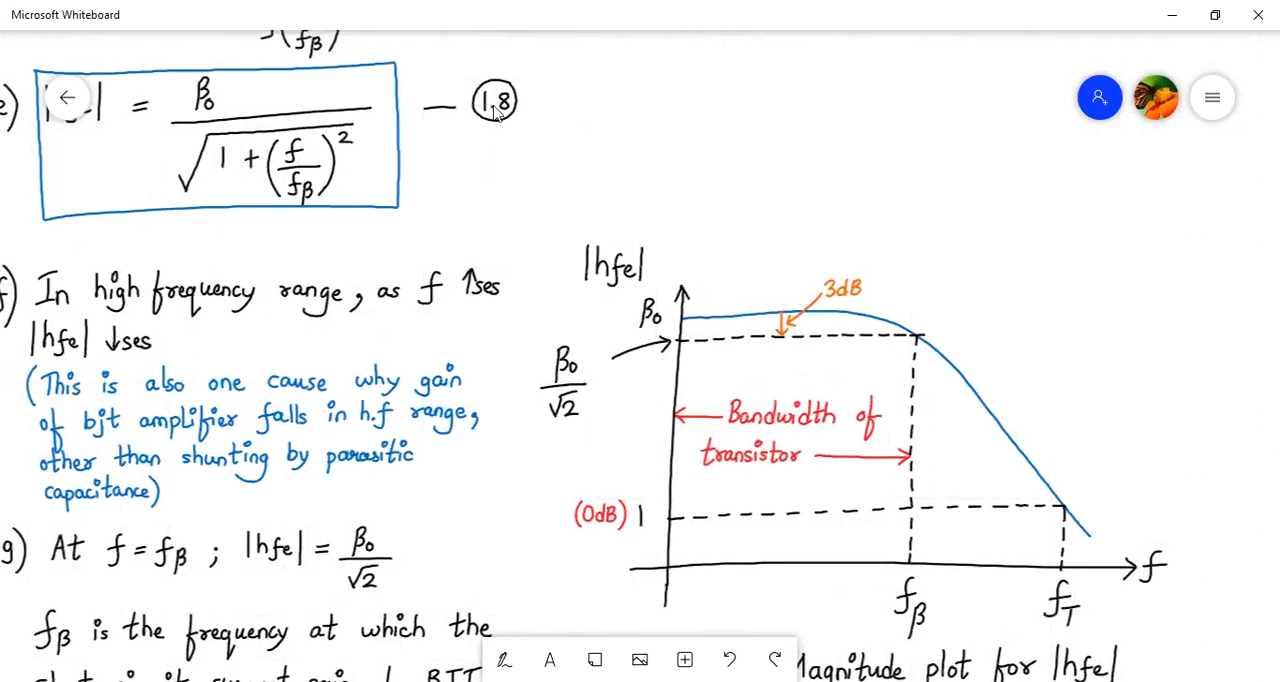 Microsoft Whiteboard
(fβ)
e) = β₀ / √(1 + (f/fβ)²) — (1.8)
f) In high frequency range, as f ↑ses
|hfe| ↓ses
(This is also one cause why gain
of bjt amplifier falls in h.f range,
other than shunting by parasitic
capacitance)
g) At f = fβ ; |hfe| = β₀/√2
fβ is the frequency at which the
|hfe|
β₀
3dB
β₀/√2
Bandwidth of
transistor
(0dB) 1
f
fβ
fT
Magnitude plot for |hfe|